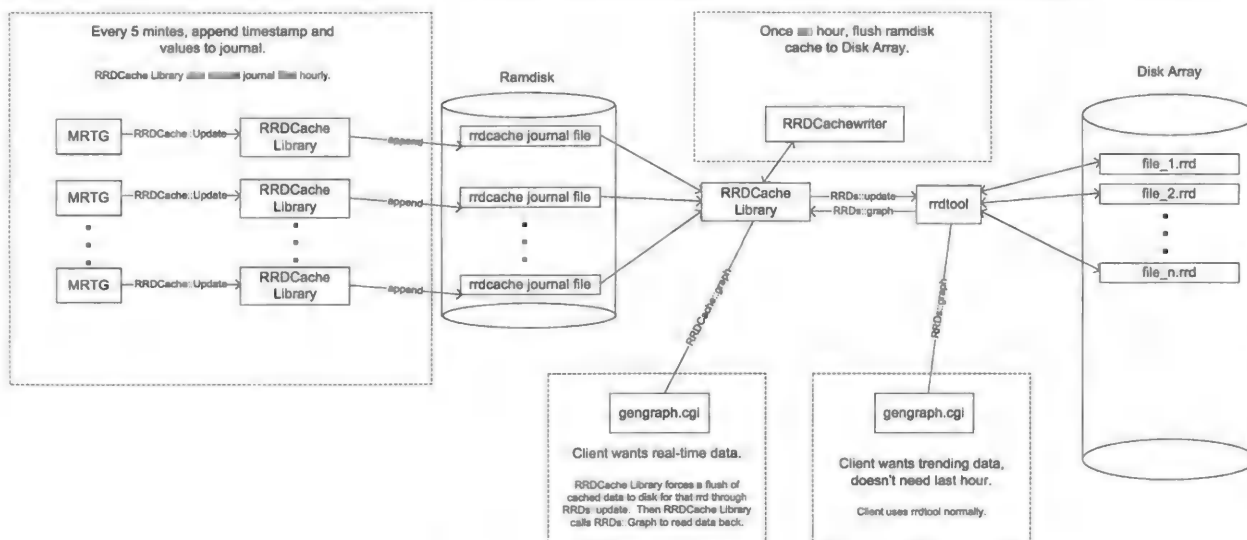 Every 5 mintes, append timestamp and
values to journal.
RRDCache Library journal hourly.
MRTG
RRDCache::Update
RRDCache
Library
append
rrdcache journal file
MRTG
RRDCache::Update
RRDCache
Library
append
rrdcache journal file
MRTG
RRDCache::Update
RRDCache
Library
append
rrdcache journal file
Ramdisk
Once hour, flush ramdisk
cache to Disk Array.
RRDCachewriter
RRDCache
Library
RRDs::update
RRDs::graph
rrdtool
Disk Array
file_1.rrd
file_2.rrd
file_n.rrd
RRDCache::graph
RRDs::graph
gengraph.cgi
Client wants real-time data.
RRDCache Library forces a flush of
cached data to disk for that rrd through
RRDs::update. Then RRDCache Library
calls RRDs::Graph to read data back.
gengraph.cgi
Client wants trending data,
doesn't need last hour.
Client uses rrdtool normally.